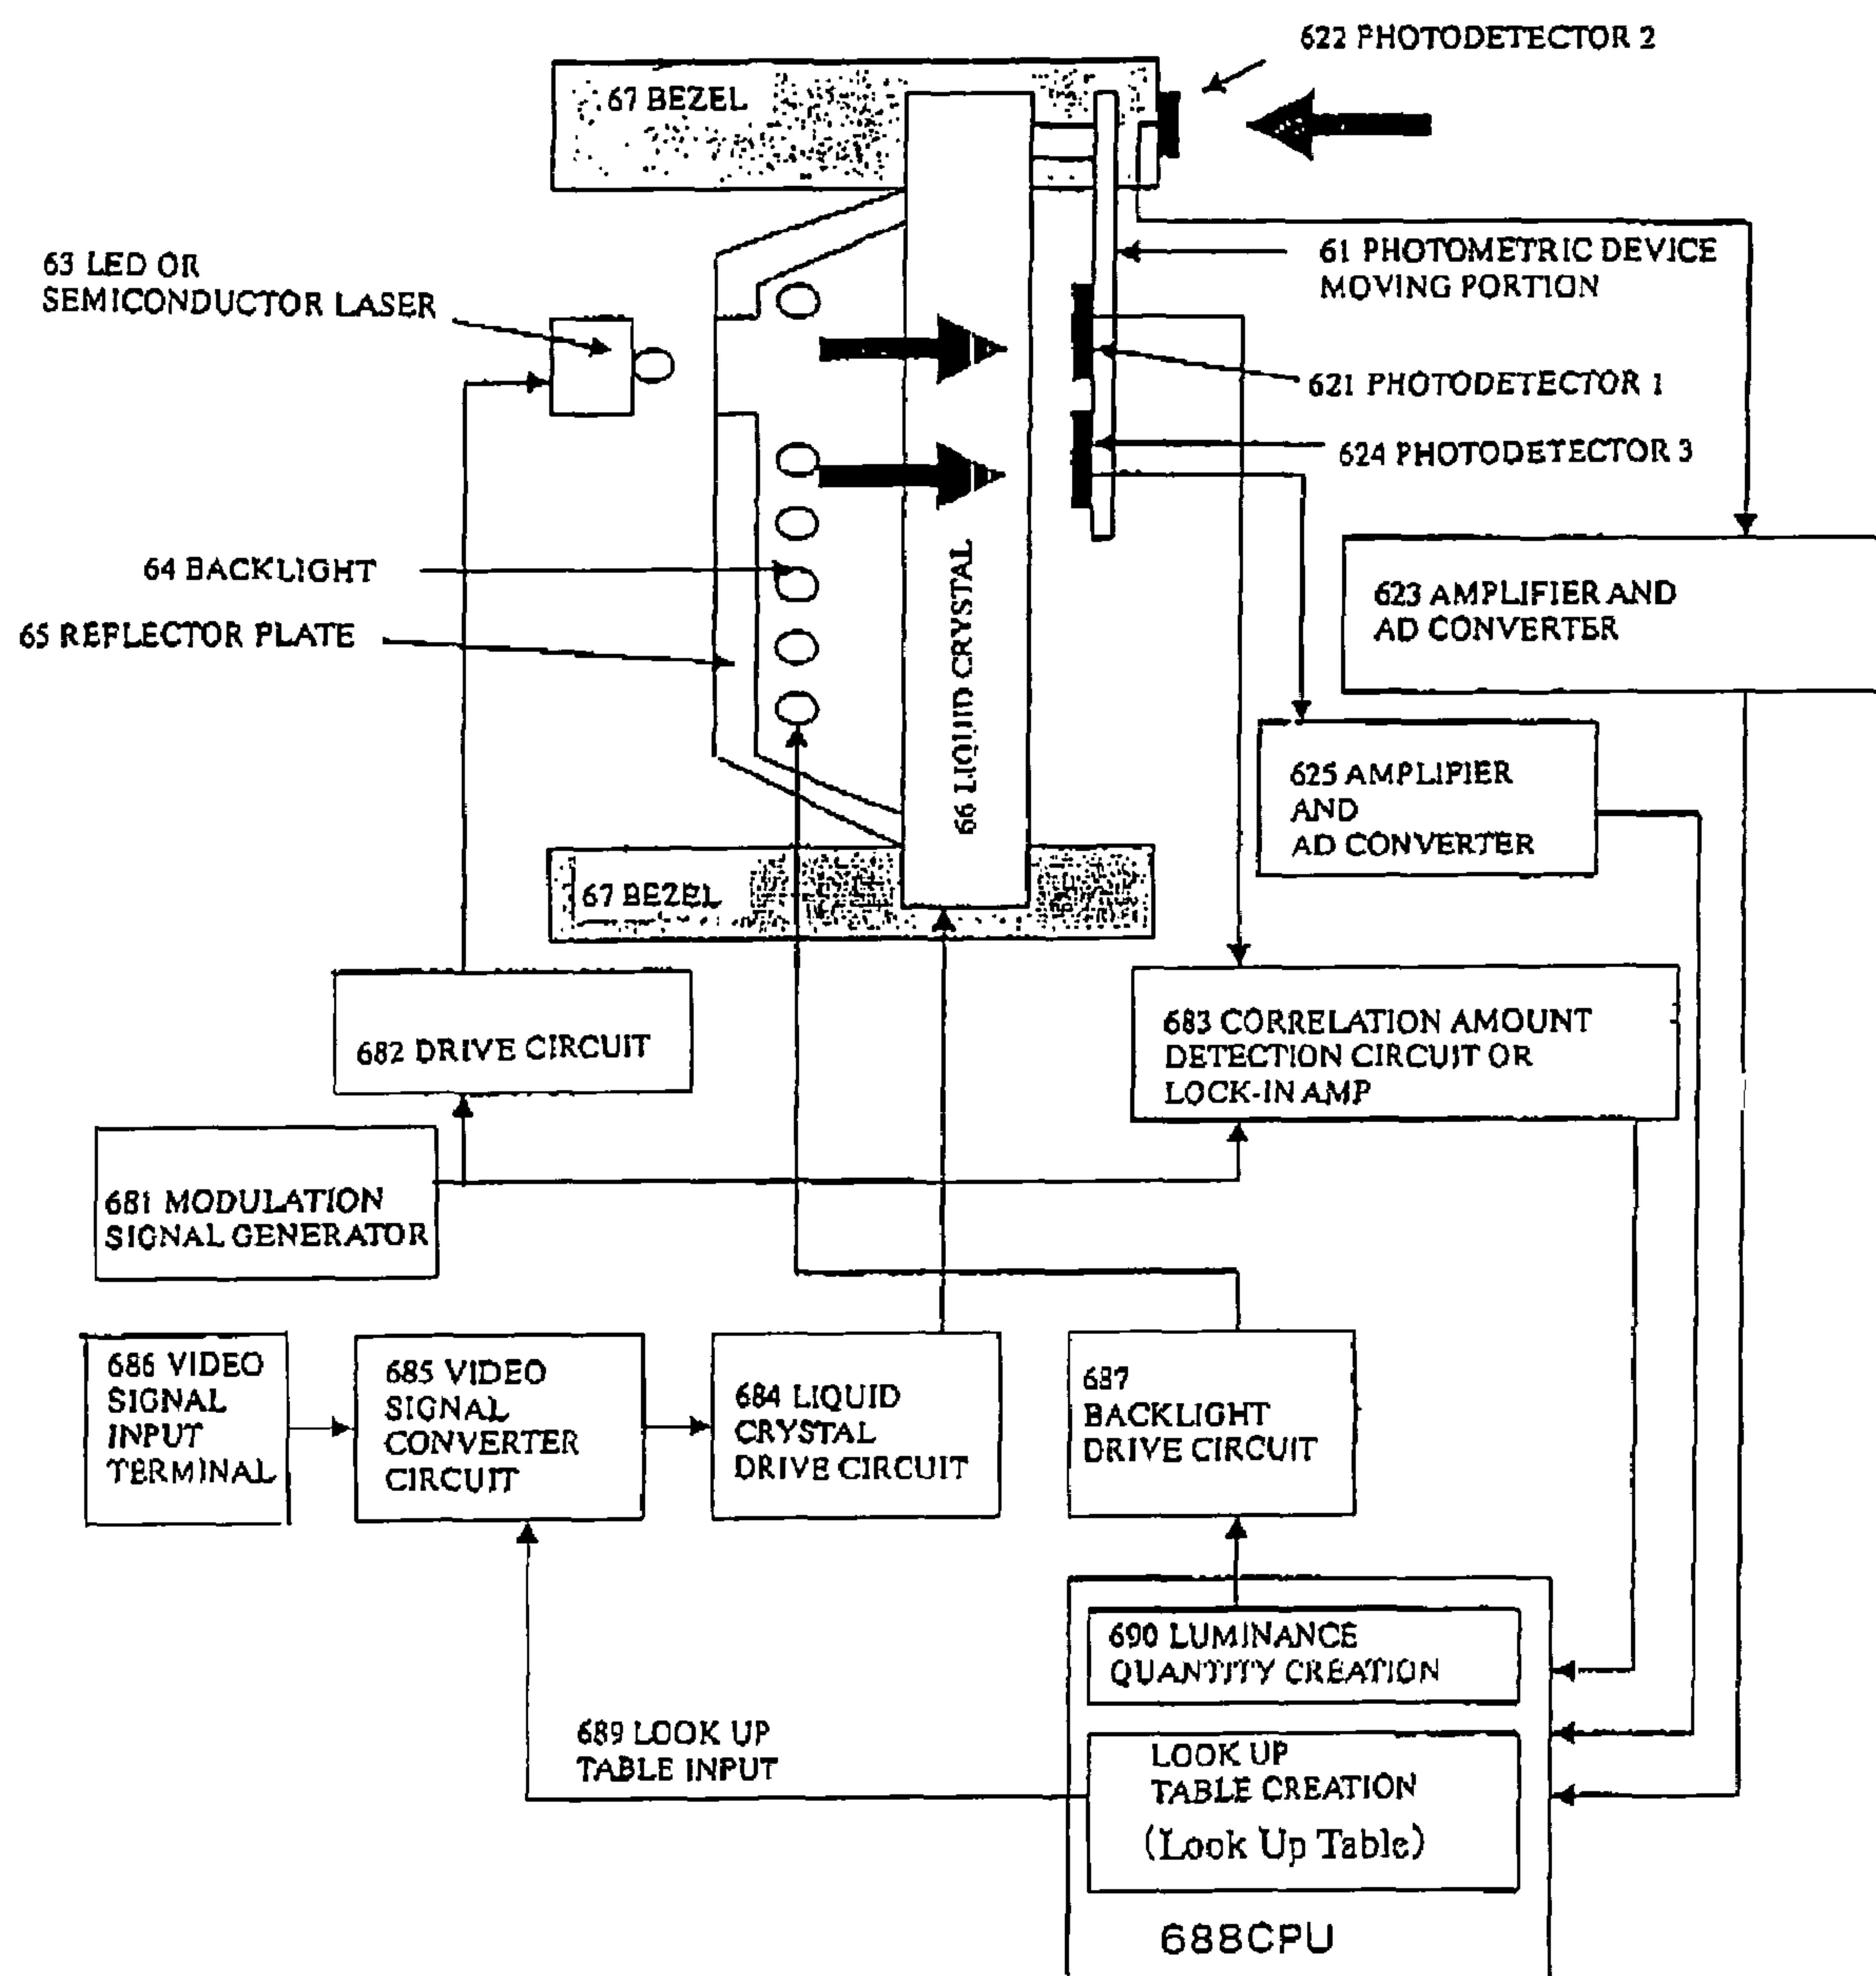 622 PHOTODETECTOR 2
67 BEZEL
63 LED OR
SEMICONDUCTOR LASER
61 PHOTOMETRIC DEVICE
MOVING PORTION
621 PHOTODETECTOR 1
624 PHOTODETECTOR 3
64 BACKLIGHT
65 REFLECTOR PLATE
66 LIQUID CRYSTAL
623 AMPLIFIER AND
AD CONVERTER
625 AMPLIFIER
AND
AD CONVERTER
67 BEZEL
682 DRIVE CIRCUIT
683 CORRELATION AMOUNT
DETECTION CIRCUIT OR
LOCK-IN AMP
681 MODULATION
SIGNAL GENERATOR
686 VIDEO
SIGNAL
INPUT
TERMINAL
685 VIDEO
SIGNAL
CONVERTER
CIRCUIT
684 LIQUID
CRYSTAL
DRIVE CIRCUIT
687
BACKLIGHT
DRIVE CIRCUIT
690 LUMINANCE
QUANTITY CREATION
689 LOOK UP
TABLE INPUT
LOOK UP
TABLE CREATION
(Look Up Table)
688CPU